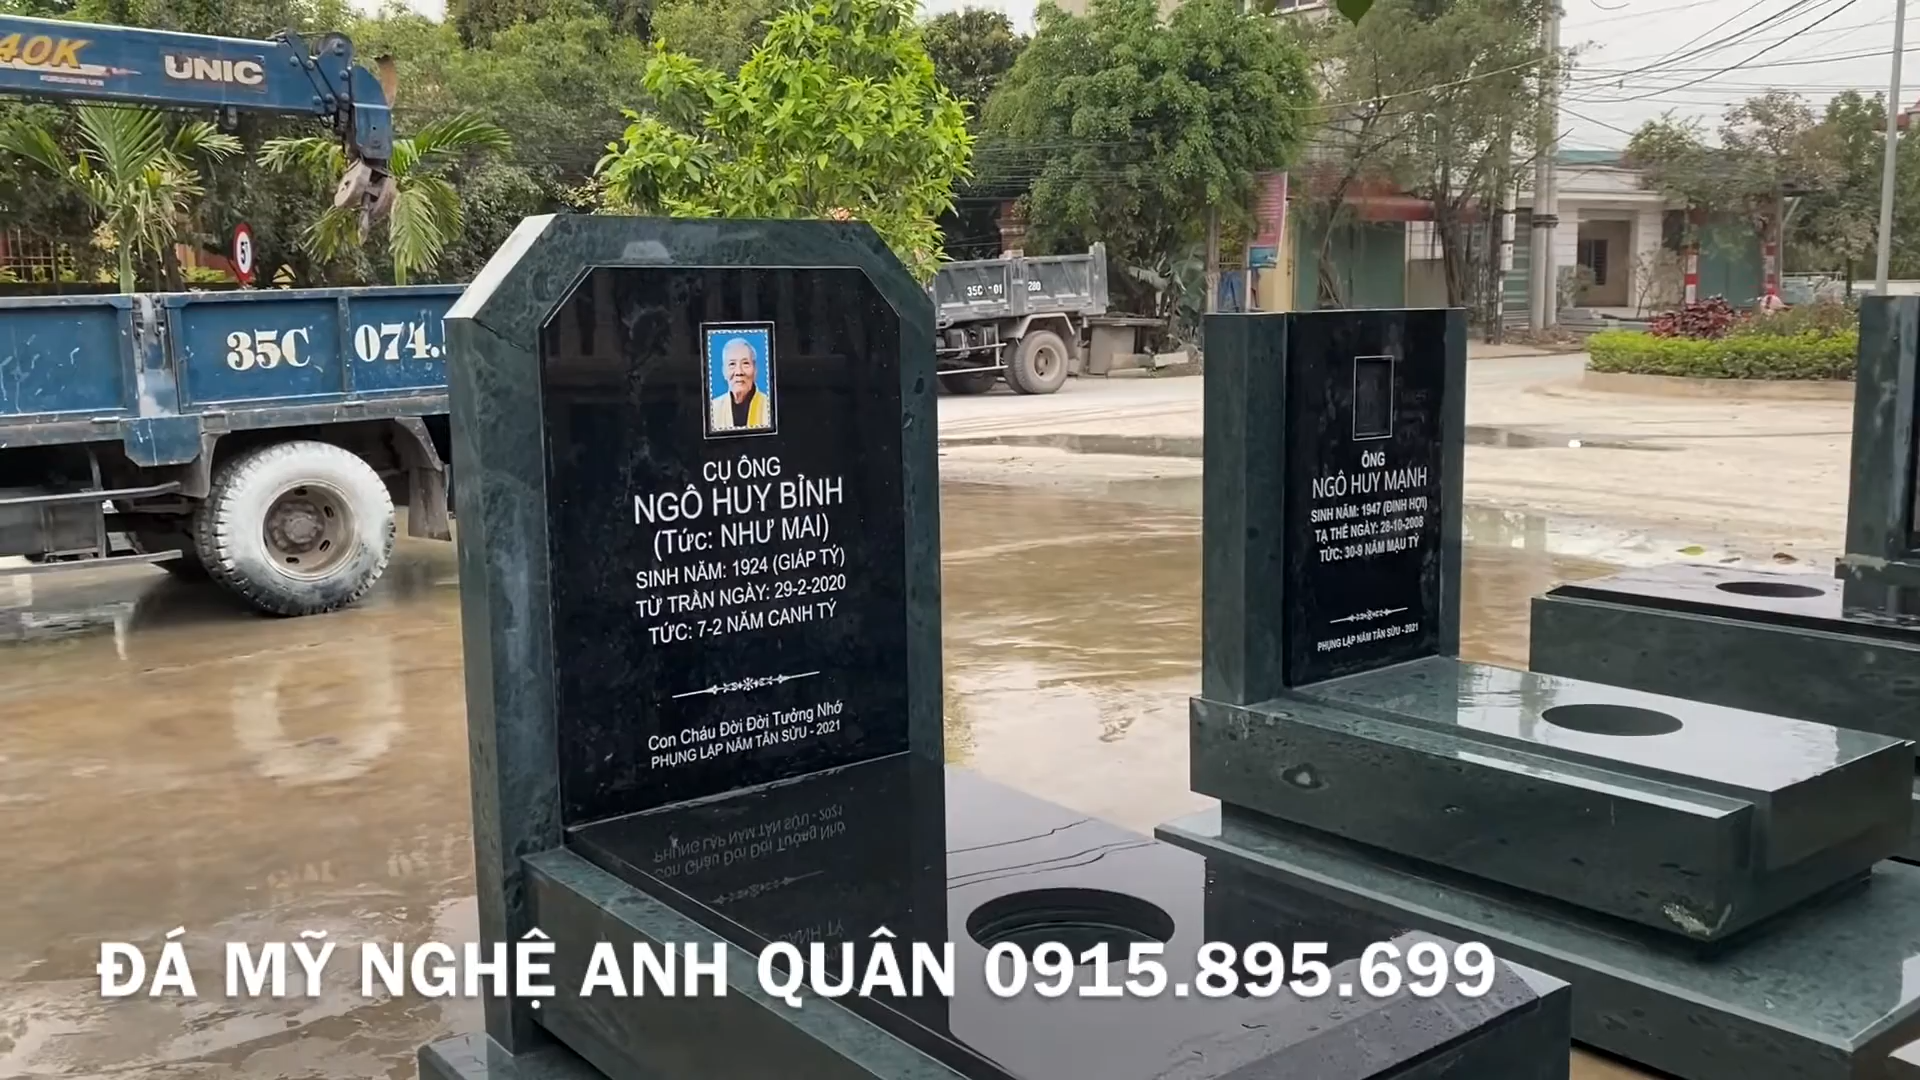 40K
UNIC
5
35C 074.
35C - 01 280
CỤ ÔNG
NGÔ HUY BỈNH
(Tức: NHƯ MAI)
SINH NĂM: 1924 (GIÁP TÝ)
TỪ TRẦN NGÀY: 29-2-2020
TỨC: 7-2 NĂM CANH TÝ
Con Cháu Đời Đời Tưởng Nhớ
PHỤNG LẬP NĂM TÂN SỬU - 2021
ÔNG
NGÔ HUY MẠNH
SINH NĂM: 1947 (ĐINH HỢI)
TẠ THẾ NGÀY: 28-10-2008
TỨC: 30-9 NĂM MẬU TÝ
PHỤNG LẬP NĂM TÂN SỬU - 2021
ĐÁ MỸ NGHỆ ANH QUÂN 0915.895.699